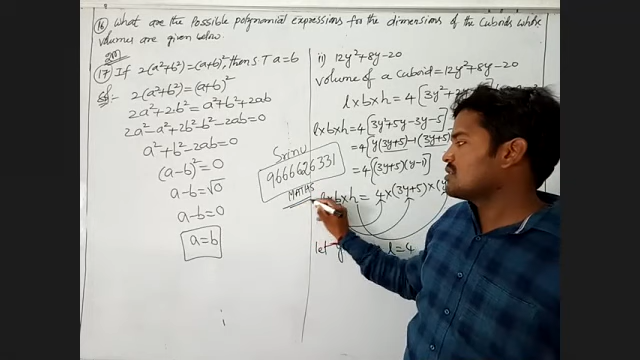 16 What are the Possible polynomial expressions for the dimensions of the Cuboids whose
volumes are given below.
2M
17 If 2(a²+b²)=(a+b)², then S T a=b
Sol:- 2(a²+b²)=(a+b)²
2a²+2b²=a²+b²+2ab
2a²-a²+2b²-b²-2ab=0
a²+b²-2ab=0
(a-b)²=0
a-b=√0
a-b=0
a=b
Srinu
9666626331
MATHS
ii) 12y²+8y-20
volume of a cuboid=12y²+8y-20
l×b×h=4[3y²+
l×b×h=4[3y²+5y-3y-5]
=4[y(3y+5)-1(3y+5)]
=4[(3y+5)(y-1)]
l×b×h= 4×(3y+5)×(y
let y
l=4